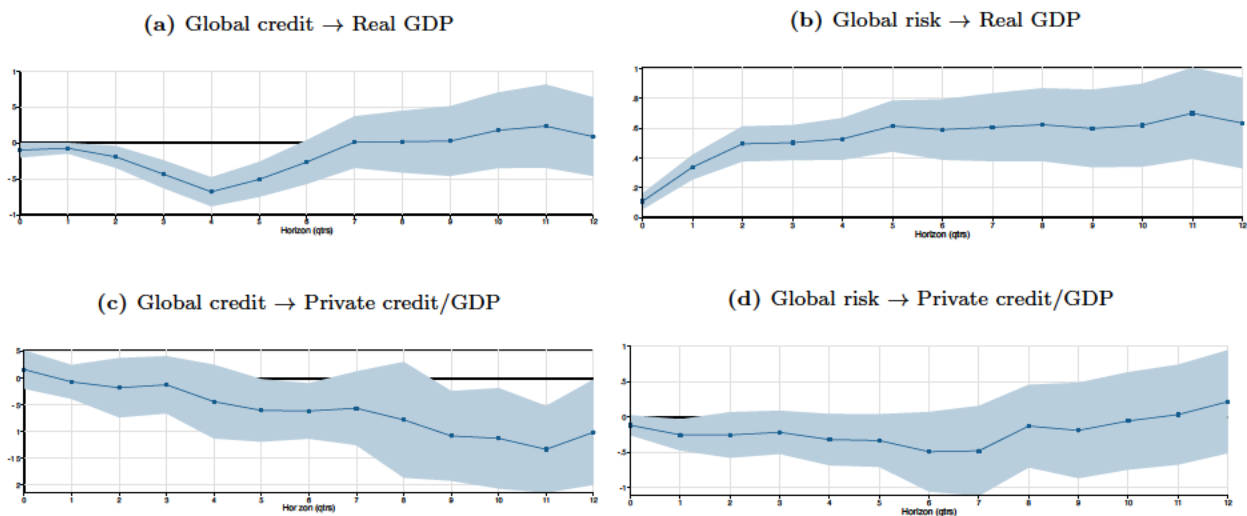 (a) Global credit → Real GDP
1
.5
0
-.5
-1
0 1 2 3 4 5 6 7 8 9 10 11 12
Horizon (qtrs)
(b) Global risk → Real GDP
1
.8
.6
.4
.2
0
0 1 2 3 4 5 6 7 8 9 10 11 12
Horizon (qtrs)
(c) Global credit → Private credit/GDP
5
0
-5
-1
-15
2
0 1 2 3 4 5 6 7 8 9 10 11 12
Hor zon (qtrs)
(d) Global risk → Private credit/GDP
1
.5
0
-.5
-1
0 1 2 3 4 5 6 7 8 9 10 11 12
Horizon (qtrs)